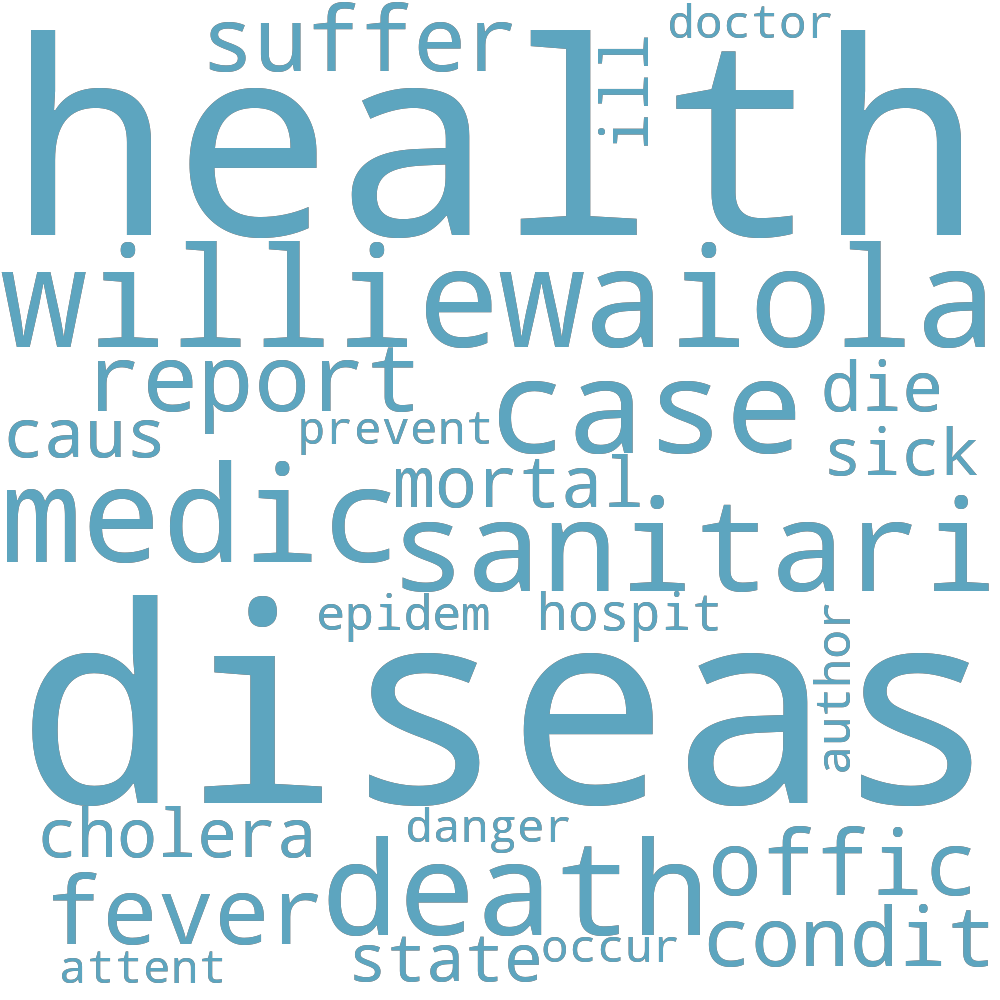 suffer doctor
health
ill
williewaiola
report case die
caus prevent sick
medic mortal
sanitari
epidem hospit
diseas
author
cholera danger offic
fever death condit
attent state occur